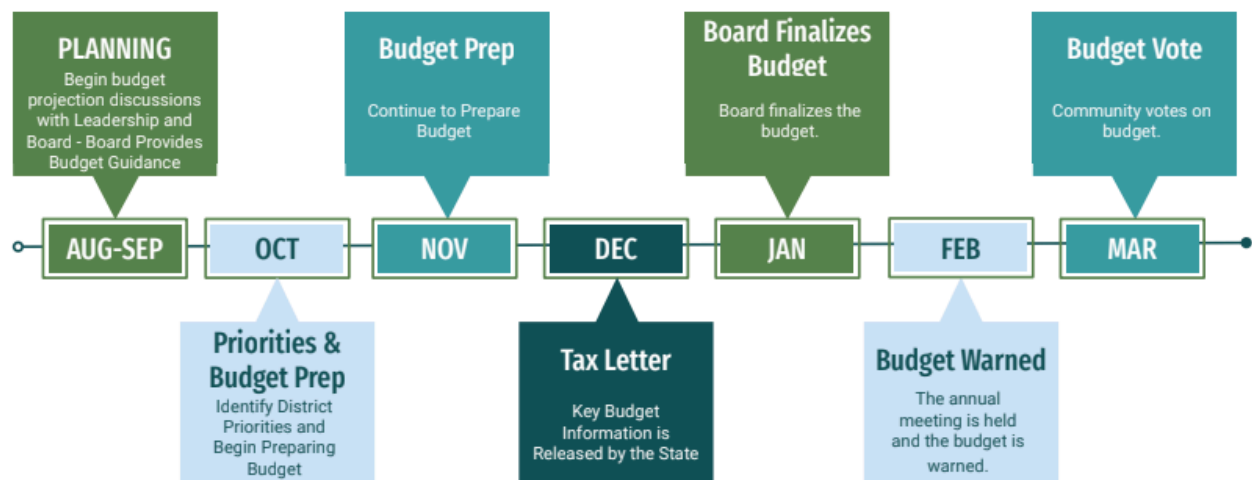 PLANNING
Begin budget
projection discussions
with Leadership and
Board - Board Provides
Budget Guidance
Budget Prep
Continue to Prepare
Budget
Board Finalizes
Budget
Board finalizes the
budget.
Budget Vote
Community votes on
budget.
AUG-SEP
OCT
NOV
DEC
JAN
FEB
MAR
Priorities &
Budget Prep
Identify District
Priorities and
Begin Preparing
Budget
Tax Letter
Key Budget
Information is
Released by the State
Budget Warned
The annual
meeting is held
and the budget is
warned.